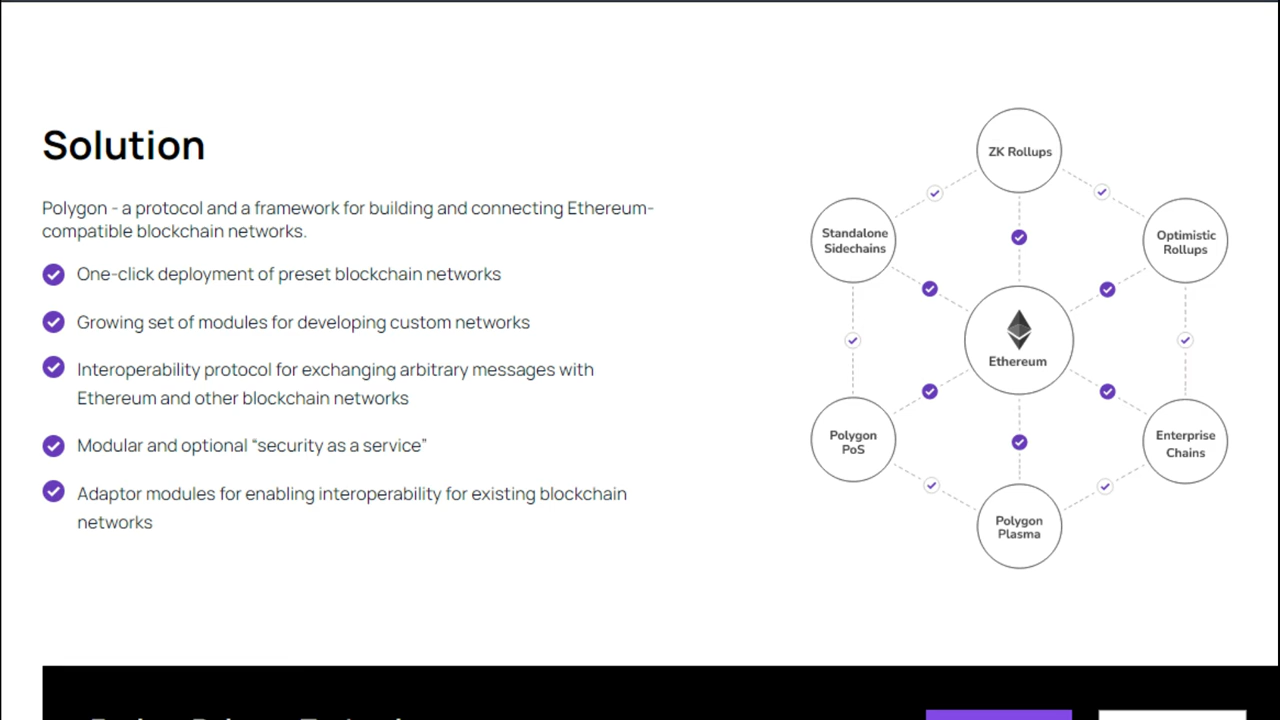 Solution
Polygon - a protocol and a framework for building and connecting Ethereum-
compatible blockchain networks.
One-click deployment of preset blockchain networks
Growing set of modules for developing custom networks
Interoperability protocol for exchanging arbitrary messages with
Ethereum and other blockchain networks
Modular and optional “security as a service”
Adaptor modules for enabling interoperability for existing blockchain
networks
ZK Rollups
Standalone
Sidechains
Optimistic
Rollups
Ethereum
Polygon
PoS
Enterprise
Chains
Polygon
Plasma